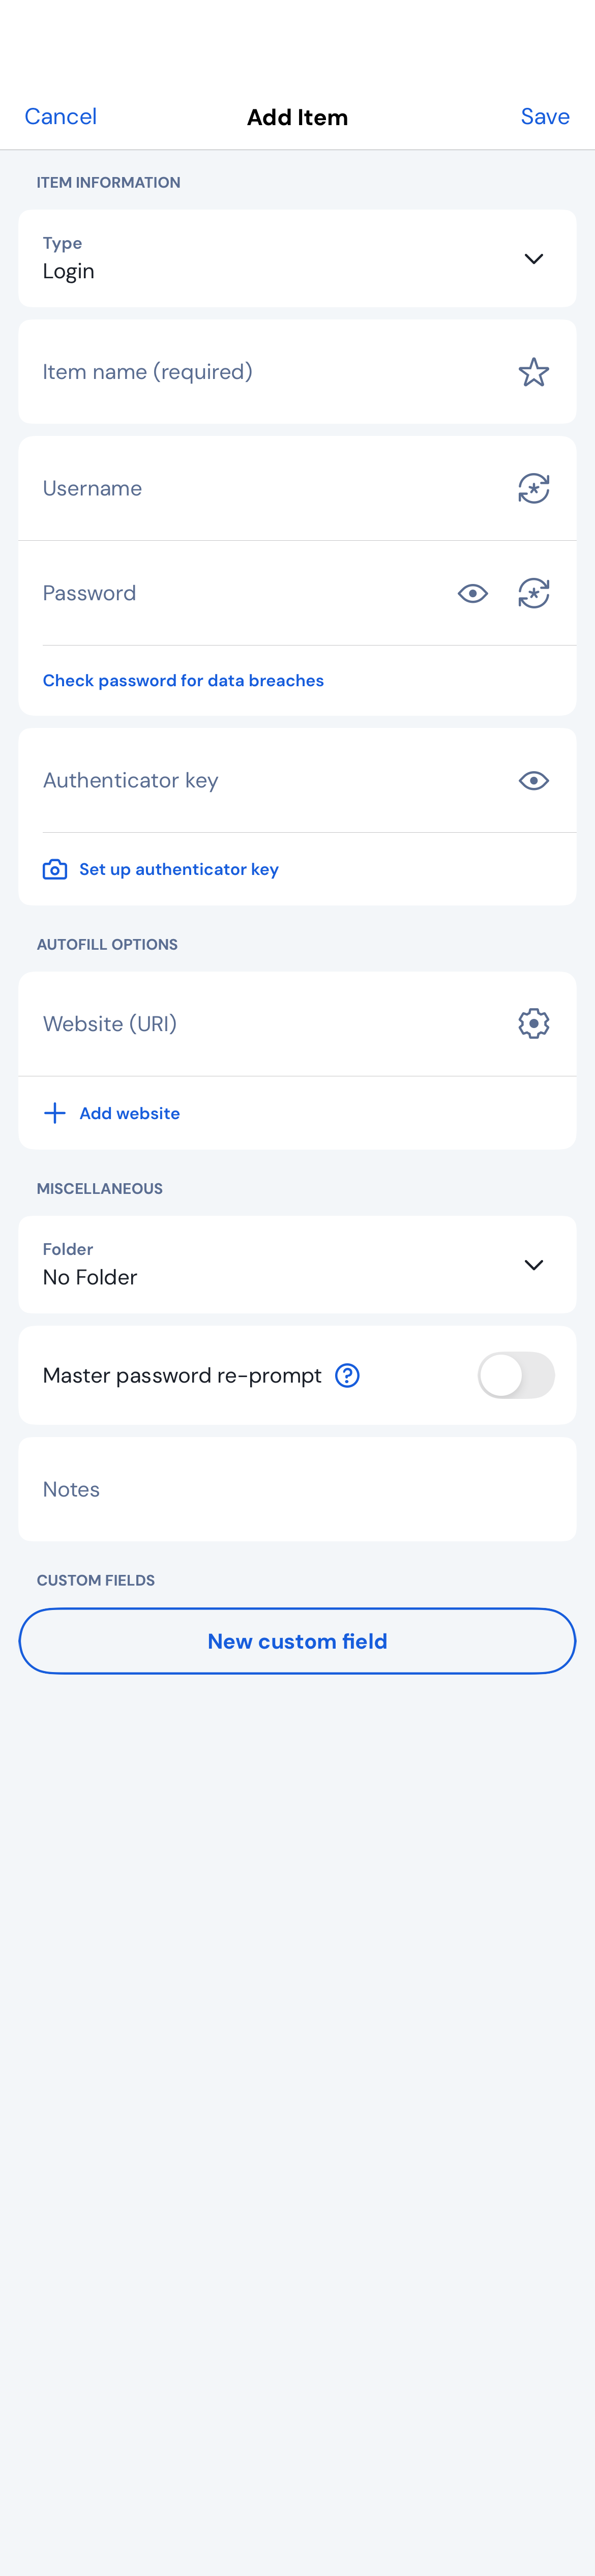 Cancel
Add Item
Save
ITEM INFORMATION
Type
Login
Item name (required)
Username
Password
Check password for data breaches
Authenticator key
Set up authenticator key
AUTOFILL OPTIONS
Website (URI)
Add website
MISCELLANEOUS
Folder
No Folder
Master password re-prompt
Notes
CUSTOM FIELDS
New custom field